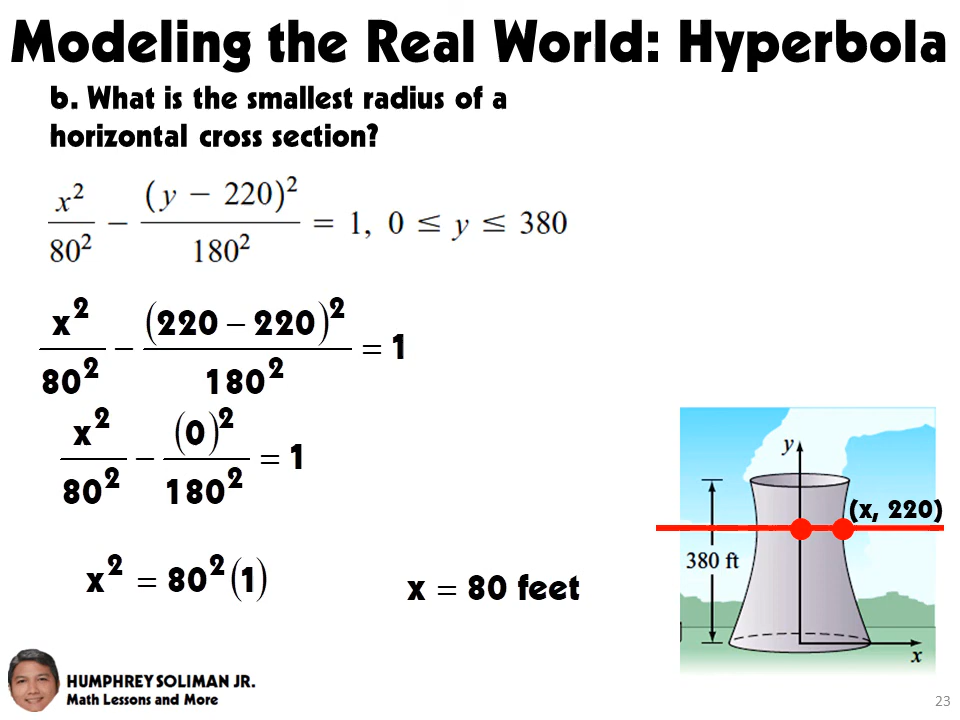 Modeling the Real World: Hyperbola
b. What is the smallest radius of a
horizontal cross section?
x²/80² − (y − 220)²/180² = 1, 0 ≤ y ≤ 380
x²/80² − (220 − 220)²/180² = 1
x²/80² − (0)²/180² = 1
x² = 80²(1)
x = 80 feet
y
(x, 220)
380 ft
x
HUMPHREY SOLIMAN JR.
Math Lessons and More
23